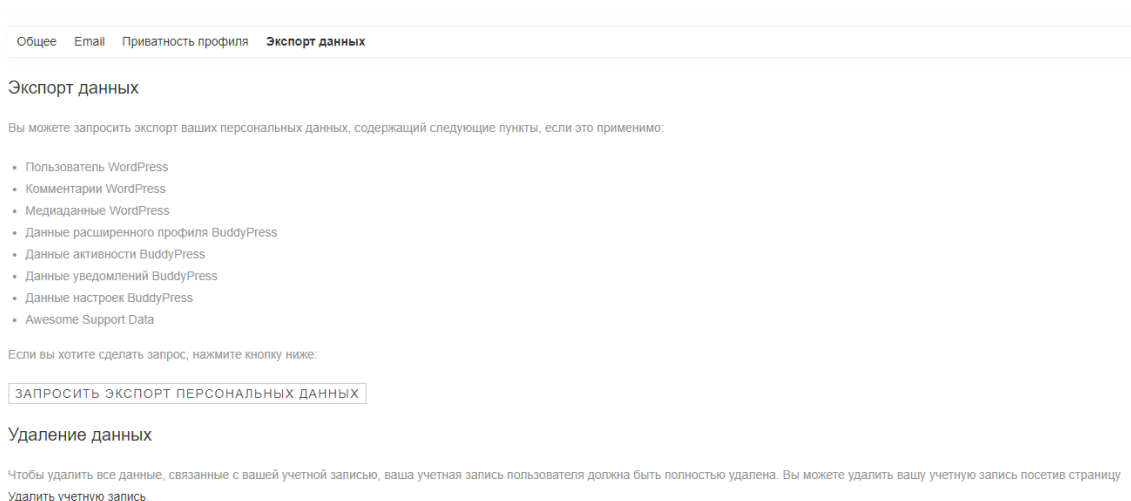 Общее Email Приватность профиля Экспорт данных
Экспорт данных
Вы можете запросить экспорт ваших персональных данных, содержащий следующие пункты, если это применимо:
• Пользователь WordPress
• Комментарии WordPress
• Медиаданные WordPress
• Данные расширенного профиля BuddyPress
• Данные активности BuddyPress
• Данные уведомлений BuddyPress
• Данные настроек BuddyPress
• Awesome Support Data
Если вы хотите сделать запрос, нажмите кнопку ниже:
ЗАПРОСИТЬ ЭКСПОРТ ПЕРСОНАЛЬНЫХ ДАННЫХ
Удаление данных
Чтобы удалить все данные, связанные с вашей учетной записью, ваша учетная запись пользователя должна быть полностью удалена. Вы можете удалить вашу учетную запись посетив страницу
Удалить учетную запись.